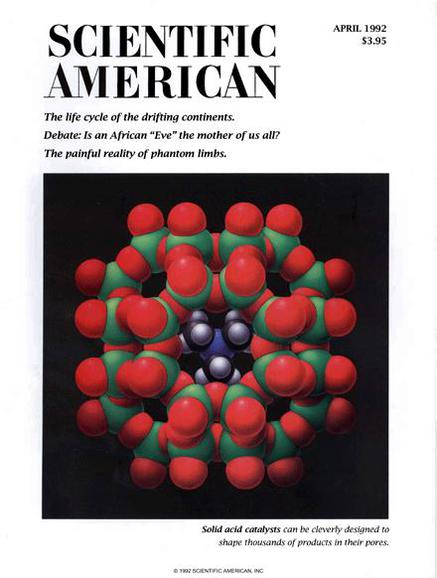 SCIENTIFIC
AMERICAN
APRIL 1992
$3.95
The life cycle of the drifting continents.
Debate: Is an African “Eve” the mother of us all?
The painful reality of phantom limbs.
Solid acid catalysts can be cleverly designed to
shape thousands of products in their pores.
© 1992 SCIENTIFIC AMERICAN, INC